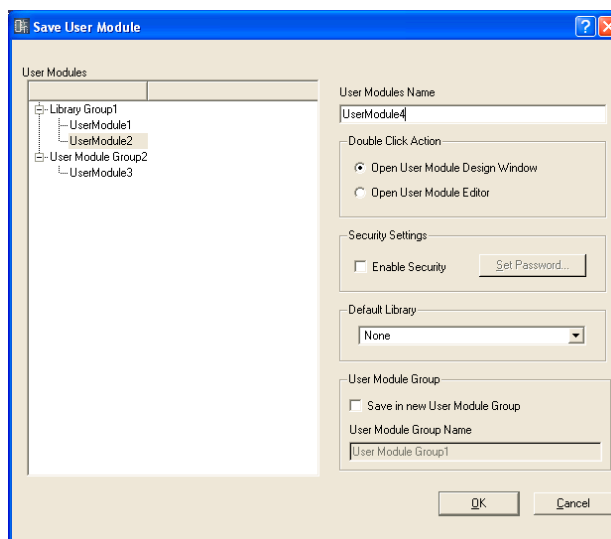 Save User Module
User Modules
Library Group1
UserModule1
UserModule2
User Module Group2
UserModule3
User Modules Name
UserModule4
Double Click Action
Open User Module Design Window
Open User Module Editor
Security Settings
Enable Security
Set Password...
Default Library
None
User Module Group
Save in new User Module Group
User Module Group Name
User Module Group1
OK
Cancel